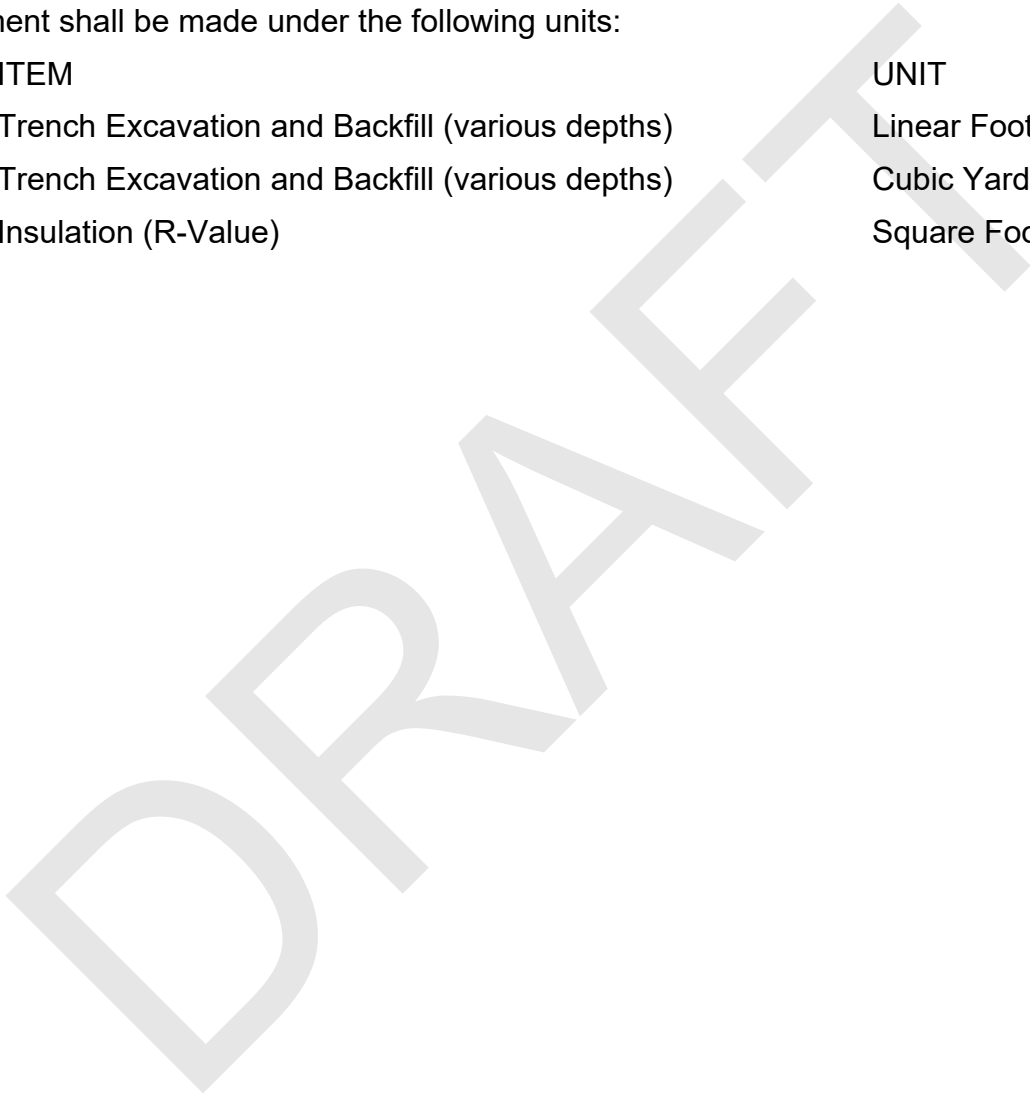 ment shall be made under the following units:
ITEM UNIT
Trench Excavation and Backfill (various depths) Linear Foot
Trench Excavation and Backfill (various depths) Cubic Yard
Insulation (R-Value) Square Foo
DRAFT